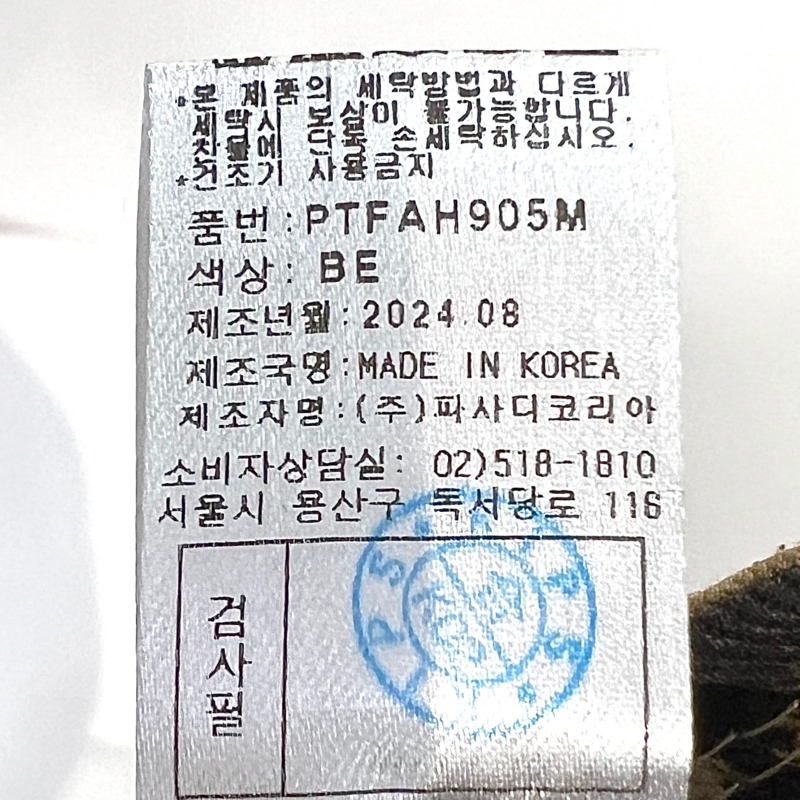 .본 제품의 세탁방법과 다르게
세탁시 보상이 불가능합니다.
찬물에 단독 손세탁하십시오.
*건조기 사용금지
품번:PTFAH905M
색상: BE
제조년월:2024.08
제조국명:MADE IN KOREA
제조자명:(주)파사디코리아
소비자상담실: 02)518-1810
서울시 용산구 독서당로 116
검사필